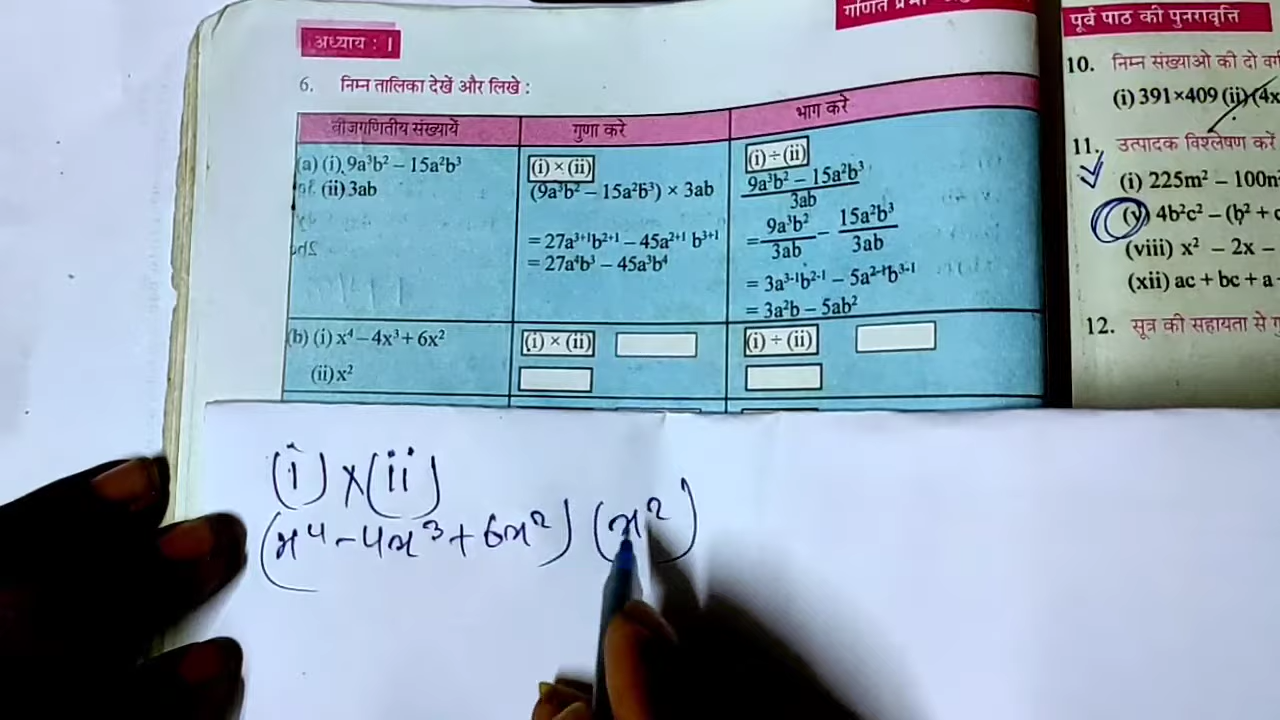 अध्याय : I
6. निम्न तालिका देखें और लिखे :
बीजगणितीय संख्यायें
गुणा करे
भाग करे
(a) (i) 9a³b² – 15a²b³
(ii) 3ab
(i) × (ii)
(9a³b² – 15a²b³) × 3ab
= 27a³⁺¹b²⁺¹ – 45a²⁺¹ b³⁺¹
= 27a⁴b³ – 45a³b⁴
(i) ÷ (ii)
9a³b² – 15a²b³
3ab
= 9a³b² – 15a²b³
3ab 3ab
= 3a³⁻¹b²⁻¹ – 5a²⁻¹b³⁻¹
= 3a²b – 5ab²
(b) (i) x⁴ – 4x³ + 6x²
(ii) x²
(i) × (ii)
(i) ÷ (ii)
पूर्व पाठ की पुनरावृत्ति
10. निम्न संख्याओ की दो
(i) 391×409 (ii) (4x
11. उत्पादक विश्लेषण करें
(i) 225m² – 100n²
(v) 4b²c² – (b² +
(viii) x² – 2x –
(xii) ac + bc + a
12. सूत्र की सहायता से
(i) × (ii)
(x⁴ – 4x³ + 6x²) (x²)